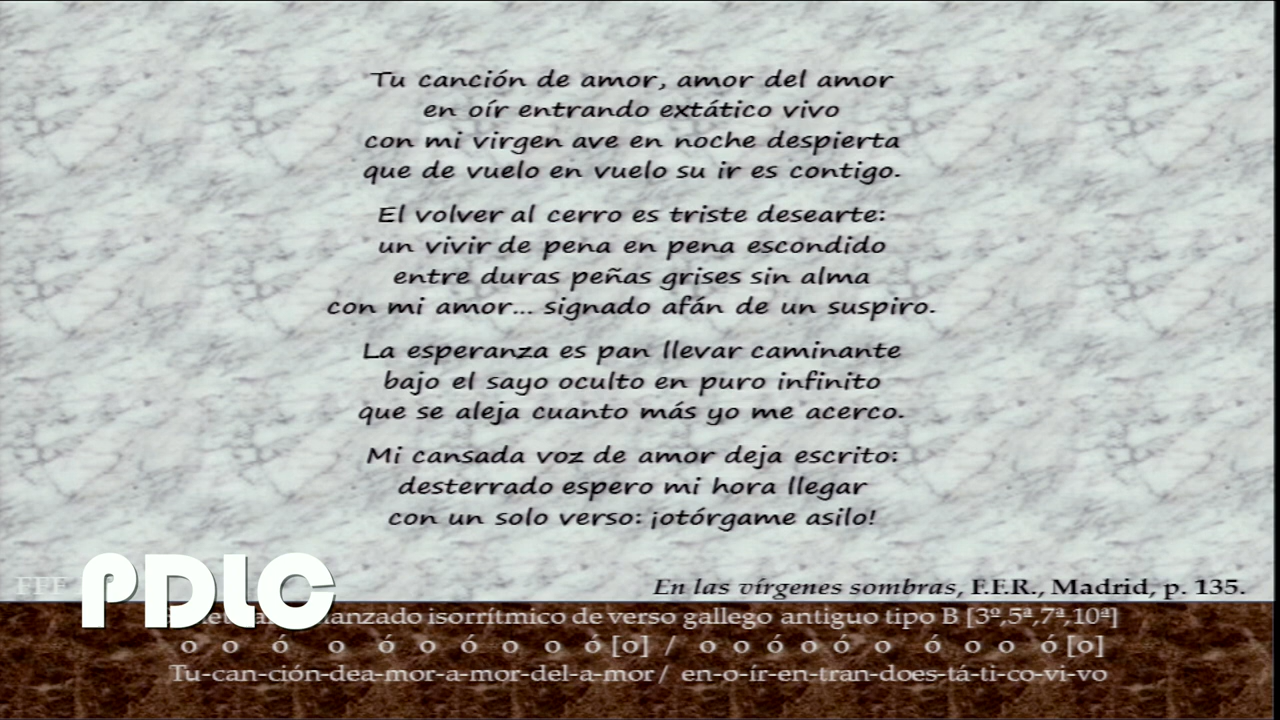 Tu canción de amor, amor del amor
en oír entrando extático vivo
con mi virgen ave en noche despierta
que de vuelo en vuelo su ir es contigo.
El volver al cerro es triste desearte:
un vivir de pena en pena escondido
entre duras peñas grises sin alma
con mi amor... signado afán de un suspiro.
La esperanza es pan llevar caminante
bajo el sayo oculto en puro infinito
que se aleja cuanto más yo me acerco.
Mi cansada voz de amor deja escrito:
desterrado espero mi hora llegar
con un solo verso: ¡otórgame asilo!
FFF
PDLC
En las vírgenes sombras, F.F.R., Madrid, p. 135.
isorrítmico de verso gallego antiguo tipo B [3ª,5ª,7ª,10ª]
o o ó o ó o ó o o ó [o] / o o ó o ó o ó o o ó [o]
Tu-can-ción-dea-mor-a-mor-del-a-mor / en-o-ír-en-tran-does-tá-ti-co-vi-vo